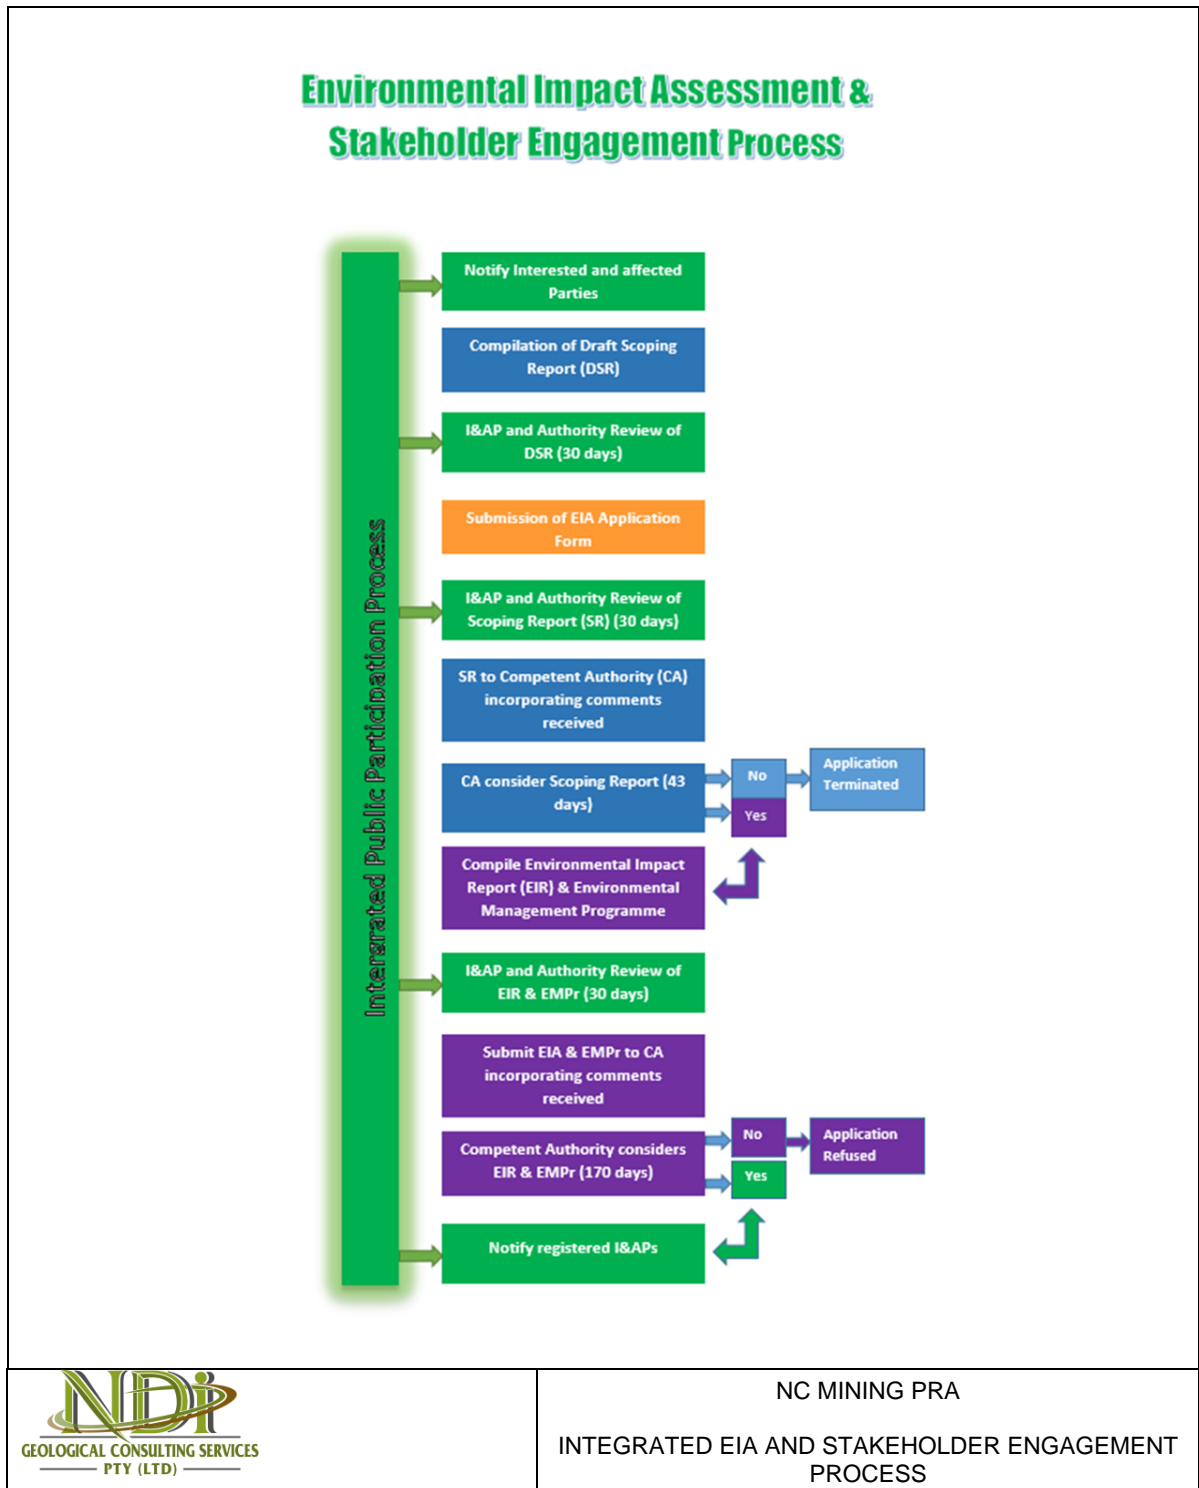 Environmental Impact Assessment &
Stakeholder Engagement Process
Intergrated Public Participation Process
Notify Interested and affected
Parties
Compilation of Draft Scoping
Report (DSR)
I&AP and Authority Review of
DSR (30 days)
Submission of EIA Application
Form
I&AP and Authority Review of
Scoping Report (SR) (30 days)
SR to Competent Authority (CA)
incorporating comments
received
CA consider Scoping Report (43
days)
No
Yes
Application
Terminated
Compile Environmental Impact
Report (EIR) & Environmental
Management Programme
I&AP and Authority Review of
EIR & EMPr (30 days)
Submit EIA & EMPr to CA
incorporating comments
received
Competent Authority considers
EIR & EMPr (170 days)
No
Yes
Application
Refused
Notify registered I&APs
NDi
GEOLOGICAL CONSULTING SERVICES
PTY (LTD)
NC MINING PRA
INTEGRATED EIA AND STAKEHOLDER ENGAGEMENT
PROCESS